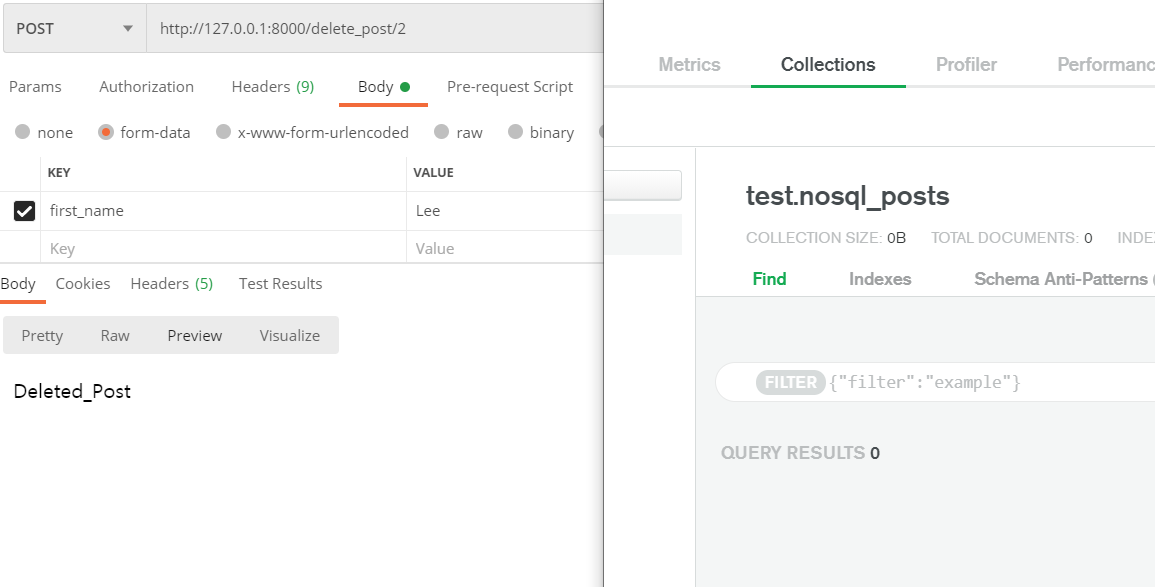 POST http://127.0.0.1:8000/delete_post/2
Params Authorization Headers (9) Body Pre-request Script
none form-data x-www-form-urlencoded raw binary
KEY VALUE
first_name Lee
Key Value
Body Cookies Headers (5) Test Results
Pretty Raw Preview Visualize
Deleted_Post
Metrics Collections Profiler
test.nosql_posts
COLLECTION SIZE: 0B TOTAL DOCUMENTS: 0
Find Indexes Schema Anti-Patterns
FILTER {"filter":"example"}
QUERY RESULTS 0